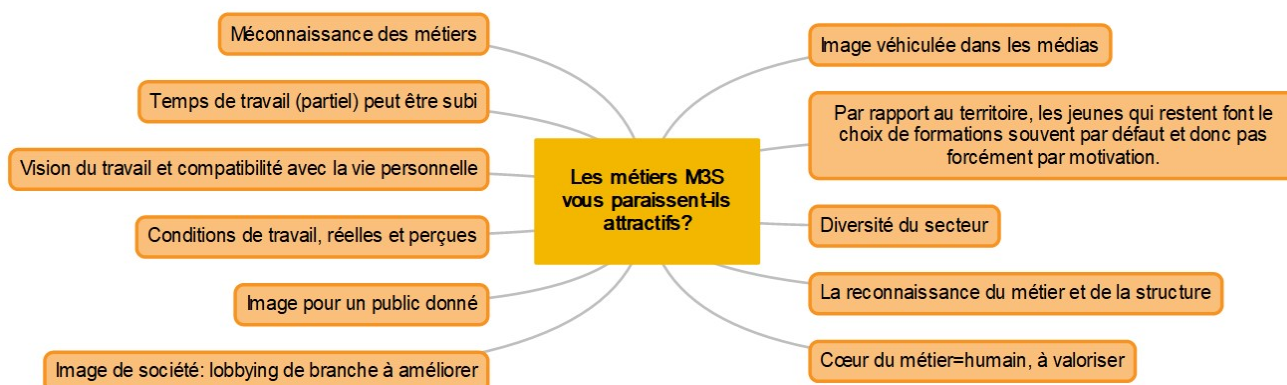 Méconnaissance des métiers
Temps de travail (partiel) peut être subi
Vision du travail et compatibilité avec la vie personnelle
Conditions de travail, réelles et perçues
Image pour un public donné
Image de société: lobbying de branche à améliorer
Les métiers M3S
vous paraissent-ils
attractifs?
Image véhiculée dans les médias
Par rapport au territoire, les jeunes qui restent font le
choix de formations souvent par défaut et donc pas
forcément par motivation.
Diversité du secteur
La reconnaissance du métier et de la structure
Cœur du métier=humain, à valoriser